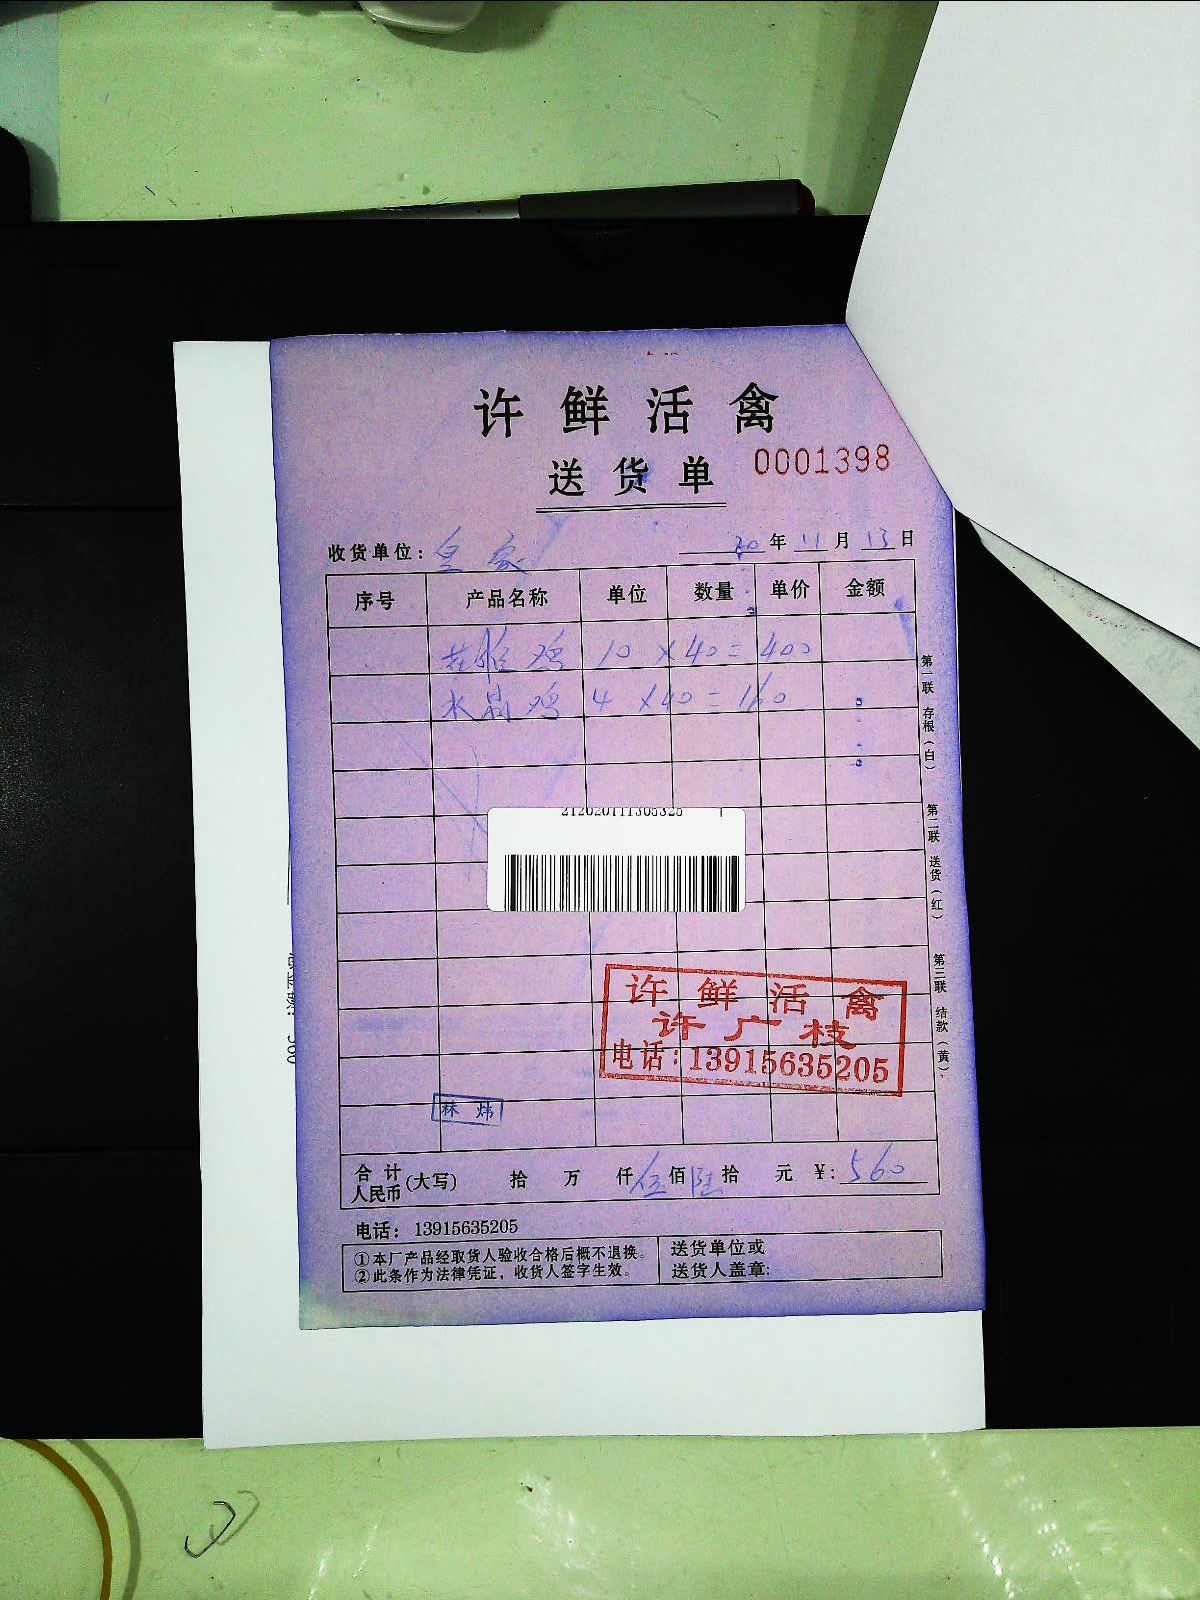 许鲜活禽
送货单 0001398
收货单位：皇家 20年11月13日
序号 产品名称 单位 数量 单价 金额
花雕鸡 10 ×40=400
水晶鸡 4 ×40=160
212020111305325
许鲜活禽
许广枝
电话：13915635205
林炜
合计人民币(大写) 拾 万 仟伍佰陆拾 元 ¥:560
电话：13915635205
①本厂产品经取货人验收合格后概不退换。
②此条作为法律凭证，收货人签字生效。
送货单位或
送货人盖章:
第一联 存根（白）
第二联 送货（红）
第三联 结款（黄）